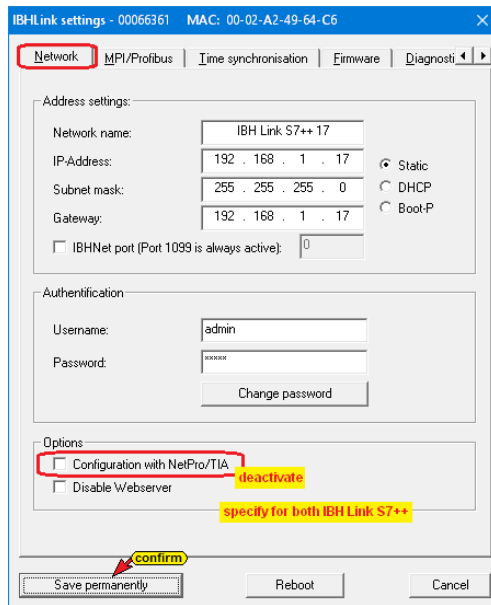 IBHLink settings - 00066361 MAC: 00-02-A2-49-64-C6
Network MPI/Profibus Time synchronisation Firmware Diagnosti
Address settings:
Network name: IBH Link S7++ 17
IP-Address: 192 . 168 . 1 . 17
Static
Subnet mask: 255 . 255 . 255 . 0
DHCP
Gateway: 192 . 168 . 1 . 17
Boot-P
IBHNet port (Port 1099 is always active): 0
Authentification
Username: admin
Password: *****
Change password
Options
Configuration with NetPro/TIA
deactivate
Disable Webserver
specify for both IBH Link S7++
confirm
Save permanently Reboot Cancel